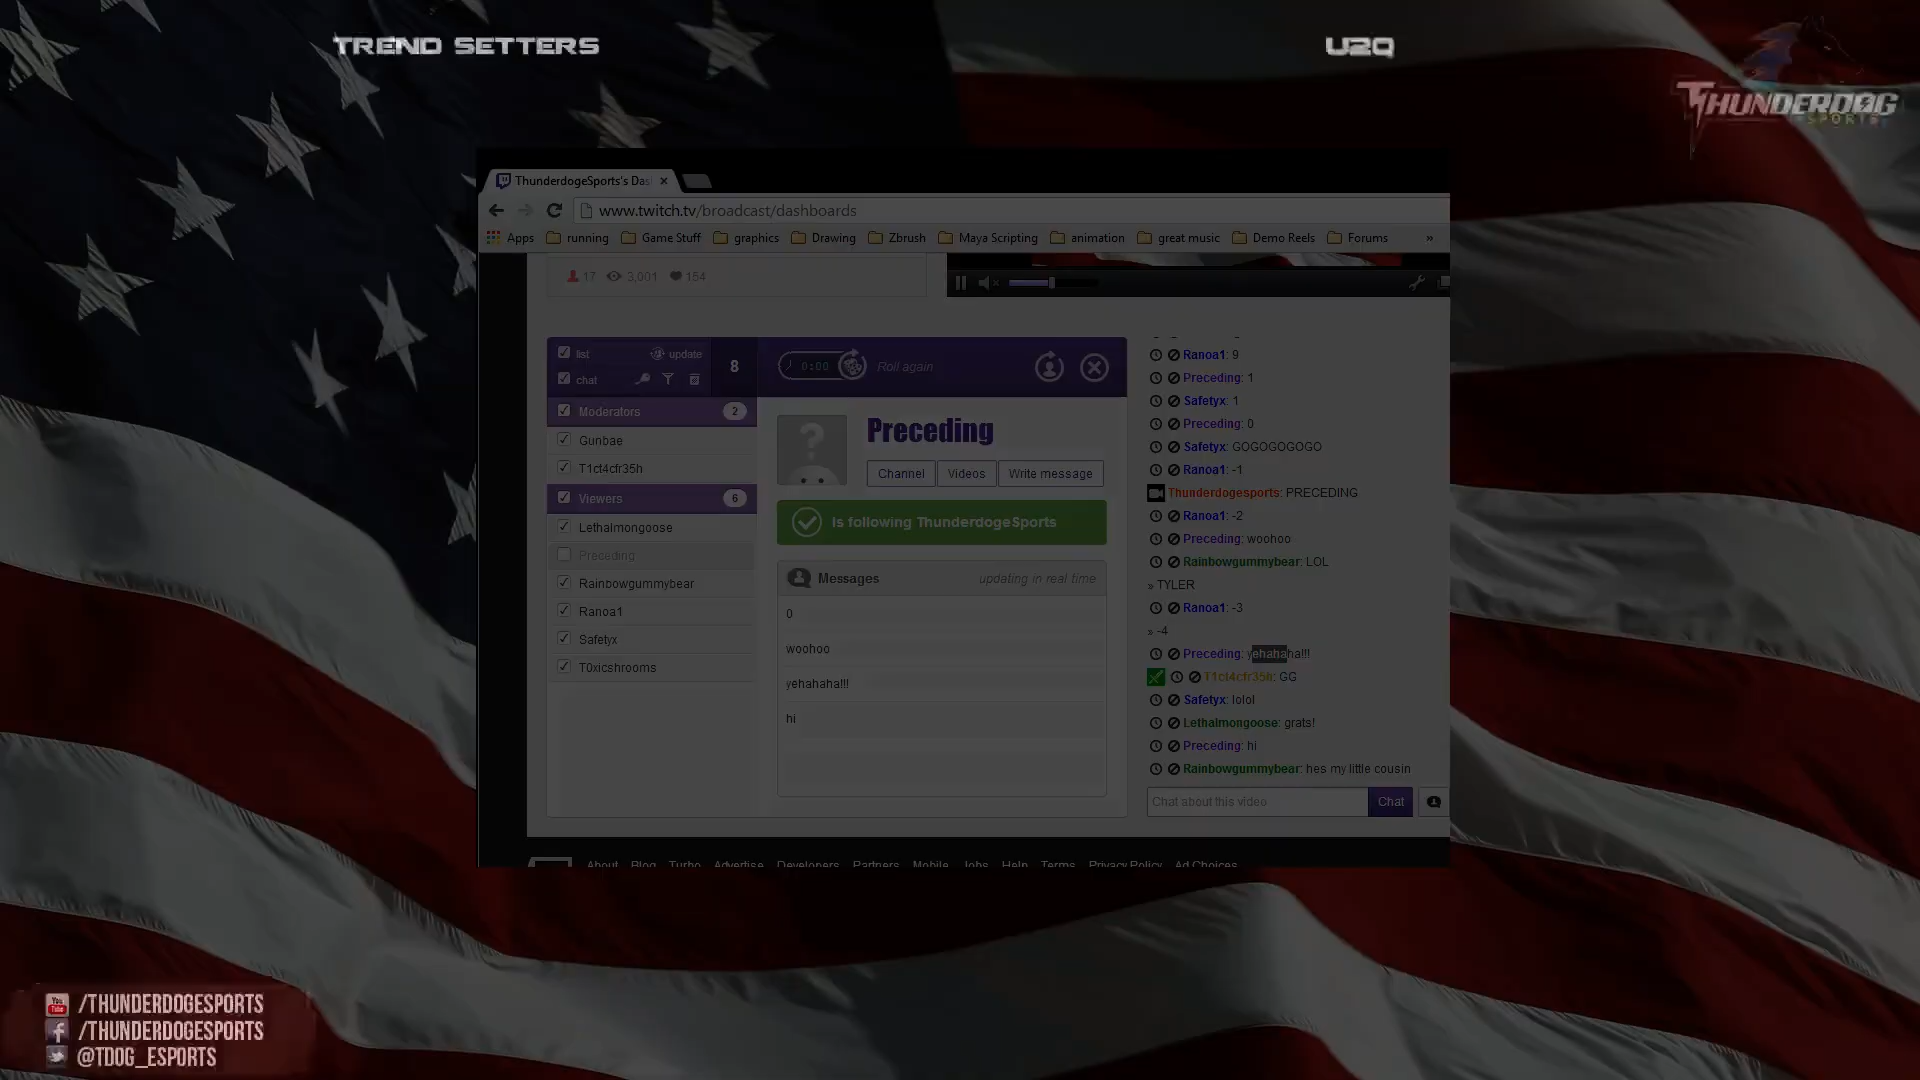 TREND SETTERS
U2Q
THUNDERDOG
SPORTS
ThunderdogeSports's Das
www.twitch.tv/broadcast/dashboards
Apps running Game Stuff graphics Drawing Zbrush Maya Scripting animation great music Demo Reels Forums »
17 3,001 154
list update
chat
8
0:00 Roll again
Moderators 2
Gunbae
T1ct4cfr35h
Viewers 6
Lethalmongoose
Preceding
Rainbowgummybear
Ranoa1
Safetyx
T0xicshrooms
Preceding
Channel Videos Write message
Is following ThunderdogeSports
Messages updating in real time
0
woohoo
yehahaha!!!
hi
Ranoa1: 9
Preceding: 1
Safetyx: 1
Preceding: 0
Safetyx: GOGOGOGOGO
Ranoa1: -1
Thunderdogesports: PRECEDING
Ranoa1: -2
Preceding: woohoo
Rainbowgummybear: LOL
» TYLER
Ranoa1: -3
» -4
Preceding: yehahaha!!!
T1ct4cfr35h: GG
Safetyx: lolol
Lethalmongoose: grats!
Preceding: hi
Rainbowgummybear: hes my little cousin
Chat about this video Chat
About Blog Turbo Advertise Developers Partners Mobile Jobs Help Terms Privacy Policy Ad Choices
You Tube /THUNDERDOGESPORTS
f /THUNDERDOGESPORTS
@TDOG_ESPORTS